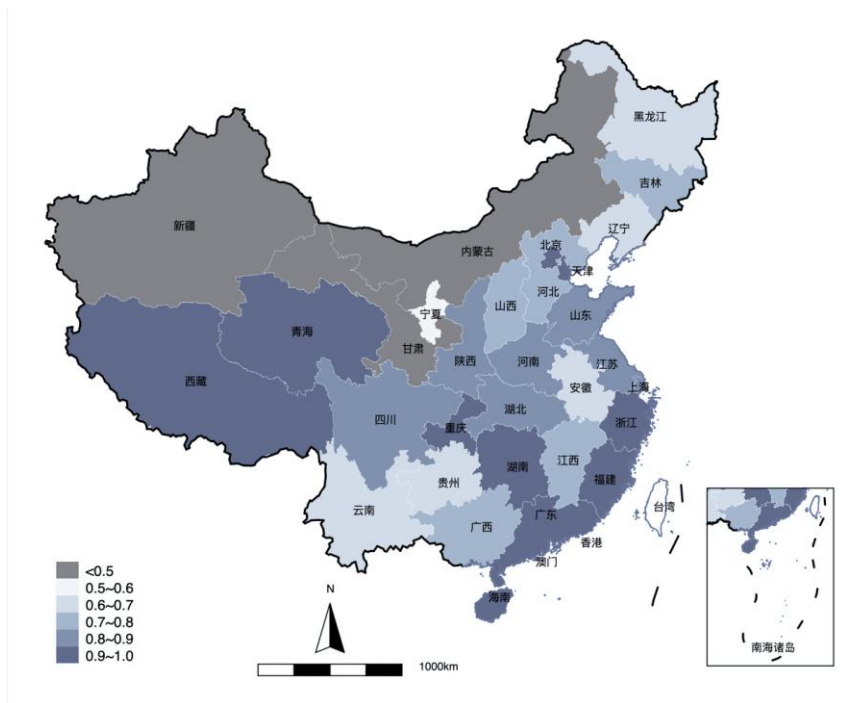 黑龙江
吉林
辽宁
新疆
内蒙古
北京
天津
河北
山西
宁夏
山东
青海
甘肃
陕西
河南
江苏
西藏
安徽
上海
四川
湖北
重庆
浙江
湖南
江西
贵州
福建
云南
台湾
广西
广东
香港
澳门
海南
<0.5
0.5~0.6
0.6~0.7
0.7~0.8
0.8~0.9
0.9~1.0
N
1000km
南海诸岛